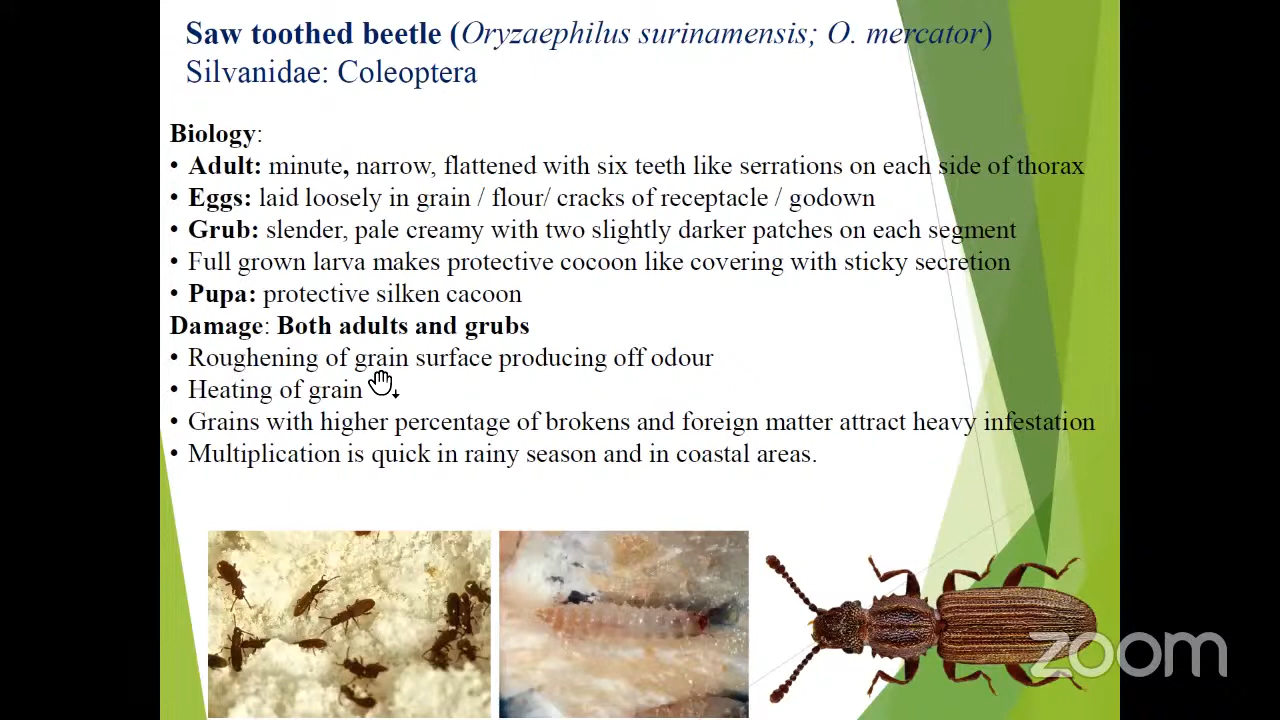 Saw toothed beetle (Oryzaephilus surinamensis; O. mercator)
Silvanidae: Coleoptera
Biology:
• Adult: minute, narrow, flattened with six teeth like serrations on each side of thorax
• Eggs: laid loosely in grain / flour/ cracks of receptacle / godown
• Grub: slender, pale creamy with two slightly darker patches on each segment
• Full grown larva makes protective cocoon like covering with sticky secretion
• Pupa: protective silken cacoon
Damage: Both adults and grubs
• Roughening of grain surface producing off odour
• Heating of grain
• Grains with higher percentage of brokens and foreign matter attract heavy infestation
• Multiplication is quick in rainy season and in coastal areas.
zoom